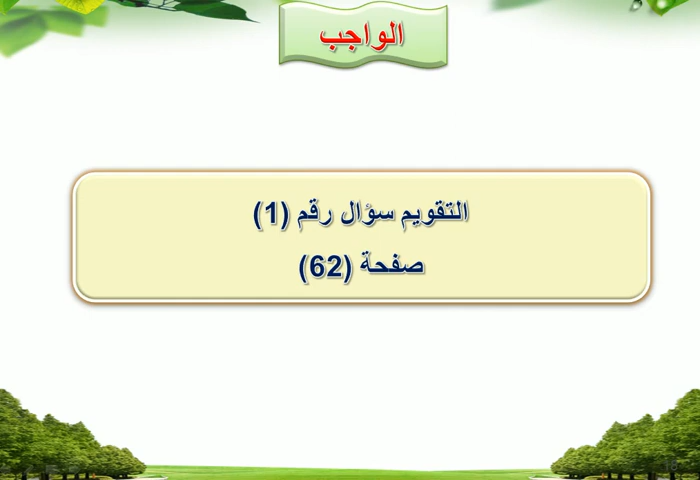 الواجب
التقويم سؤال رقم (1)
صفحة (62)